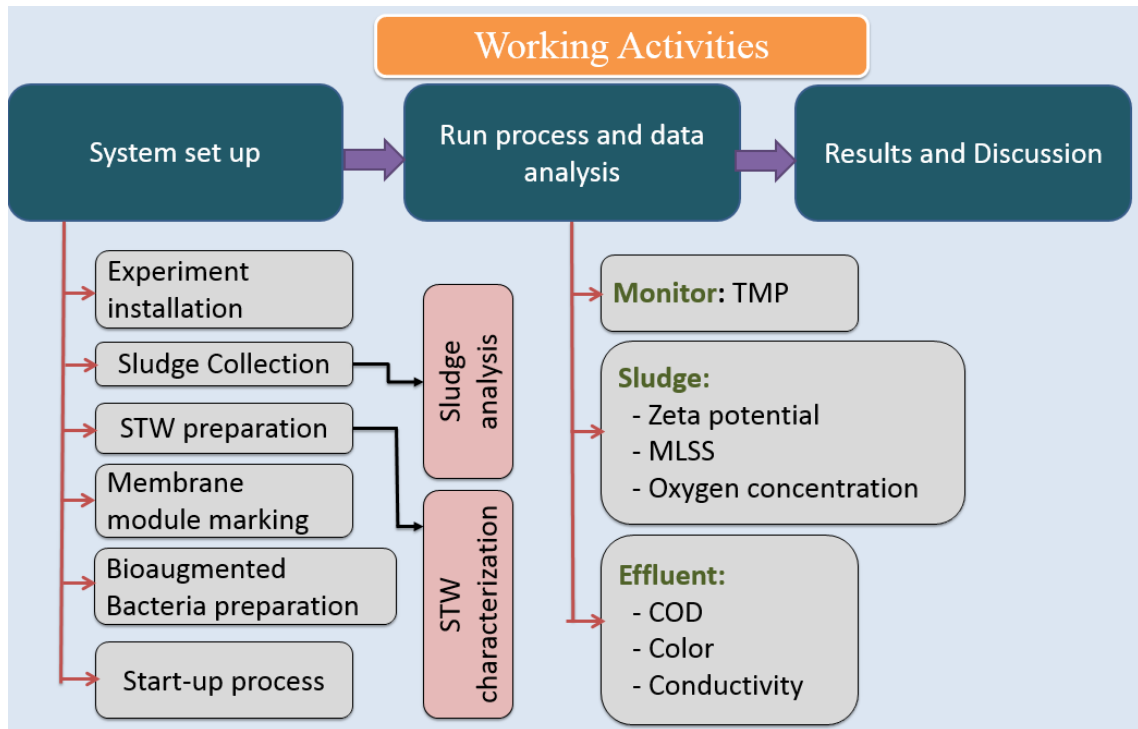 Working Activities
System set up
Run process and data
analysis
Results and Discussion
Experiment
installation
Sludge Collection
STW preparation
Membrane
module marking
Bioaugmented
Bacteria preparation
Start-up process
Sludge
analysis
STW
characterization
Monitor: TMP
Sludge:
- Zeta potential
- MLSS
- Oxygen concentration
Effluent:
- COD
- Color
- Conductivity